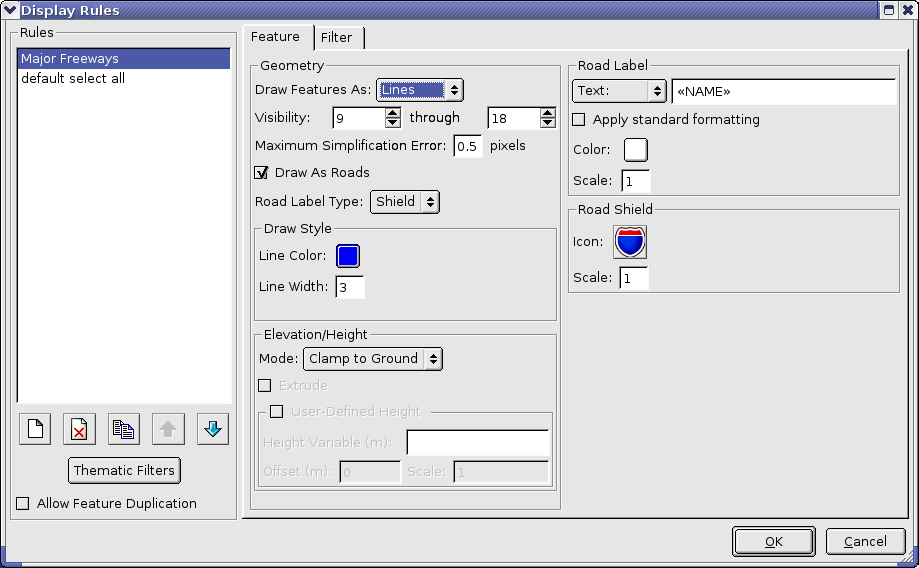 Display Rules
Rules
Major Freeways
default select all
Thematic Filters
Allow Feature Duplication
Feature Filter
Geometry
Draw Features As: Lines
Visibility: 9 through 18
Maximum Simplification Error: 0.5 pixels
Draw As Roads
Road Label Type: Shield
Draw Style
Line Color:
Line Width: 3
Elevation/Height
Mode: Clamp to Ground
Extrude
User-Defined Height
Height Variable (m):
Offset (m): 0 Scale: 1
Road Label
Text: «NAME»
Apply standard formatting
Color:
Scale: 1
Road Shield
Icon:
Scale: 1
OK Cancel